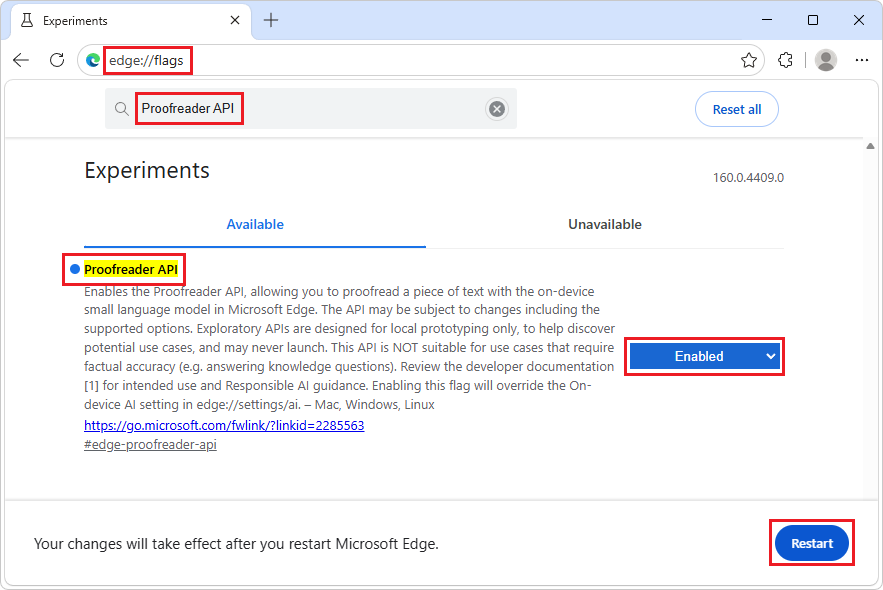 Experiments
edge://flags
Proofreader API
Reset all
Experiments
160.0.4409.0
Available
Unavailable
Proofreader API
Enables the Proofreader API, allowing you to proofread a piece of text with the on-device
small language model in Microsoft Edge. The API may be subject to changes including the
supported options. Exploratory APIs are designed for local prototyping only, to help discover
potential use cases, and may never launch. This API is NOT suitable for use cases that require
factual accuracy (e.g. answering knowledge questions). Review the developer documentation
[1] for intended use and Responsible AI guidance. Enabling this flag will override the On-
device AI setting in edge://settings/ai. – Mac, Windows, Linux
https://go.microsoft.com/fwlink/?linkid=2285563
#edge-proofreader-api
Enabled
Your changes will take effect after you restart Microsoft Edge.
Restart